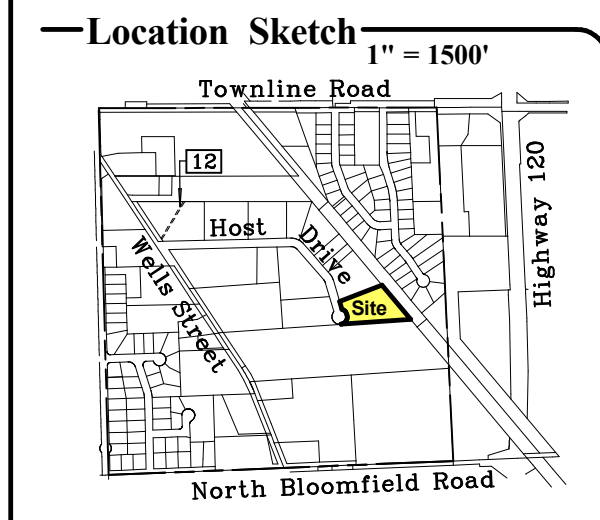 Location Sketch
1" = 1500'
Townline Road
12
Host Drive
Wells Street
Highway 120
Site
North Bloomfield Road